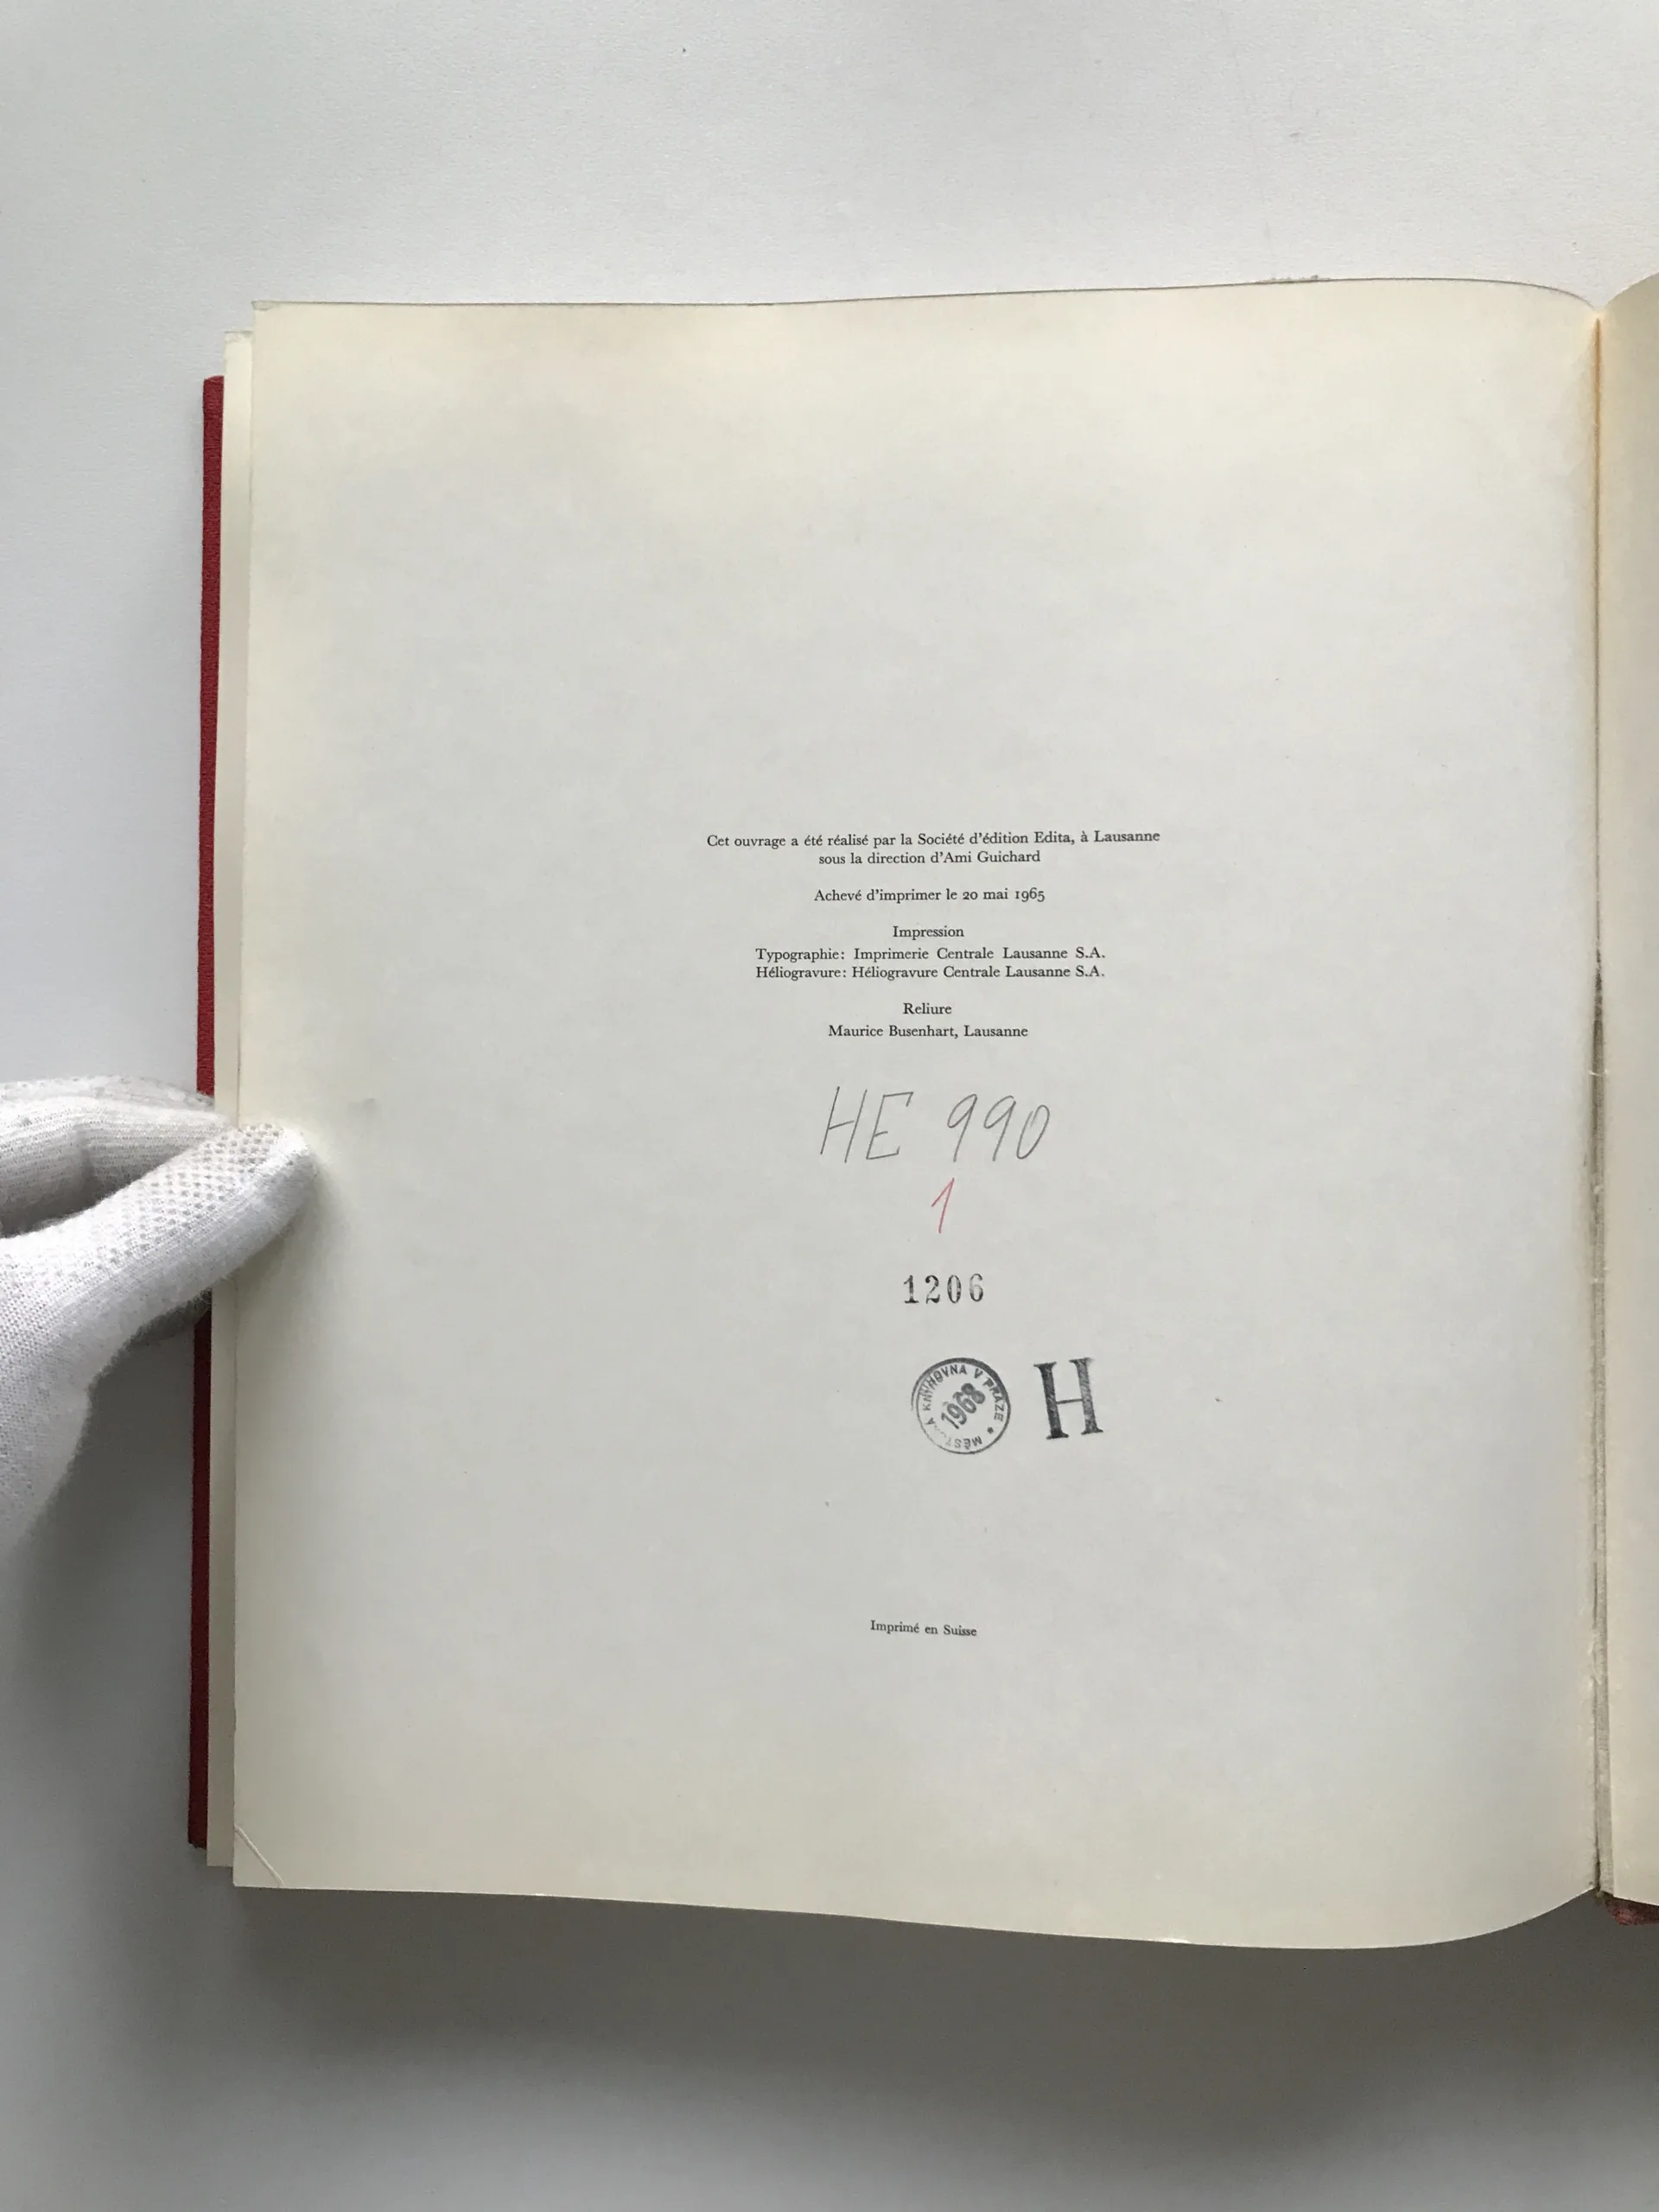 Cet ouvrage a été réalisé par la Société d'édition Edita, à Lausanne
sous la direction d'Ami Guichard
Achevé d'imprimer le 20 mai 1965
Impression
Typographie: Imprimerie Centrale Lausanne S.A.
Héliogravure: Héliogravure Centrale Lausanne S.A.
Reliure
Maurice Busenhart, Lausanne
HE 990
1
1206
KNIHOVNA V PRAZE
1968
H
Imprimé en Suisse